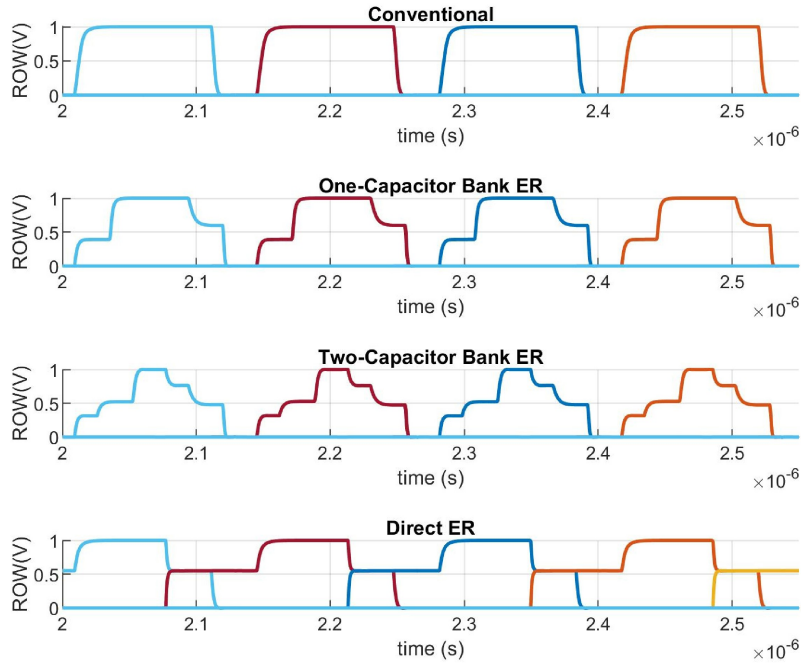 Conventional
1
0.5
0
ROW(V)
2 2.1 2.2 2.3 2.4 2.5
time (s)
×10-6
One-Capacitor Bank ER
1
0.5
0
ROW(V)
2 2.1 2.2 2.3 2.4 2.5
time (s)
×10-6
Two-Capacitor Bank ER
1
0.5
0
ROW(V)
2 2.1 2.2 2.3 2.4 2.5
time (s)
×10-6
Direct ER
1
0.5
0
ROW(V)
2 2.1 2.2 2.3 2.4 2.5
time (s)
×10-6